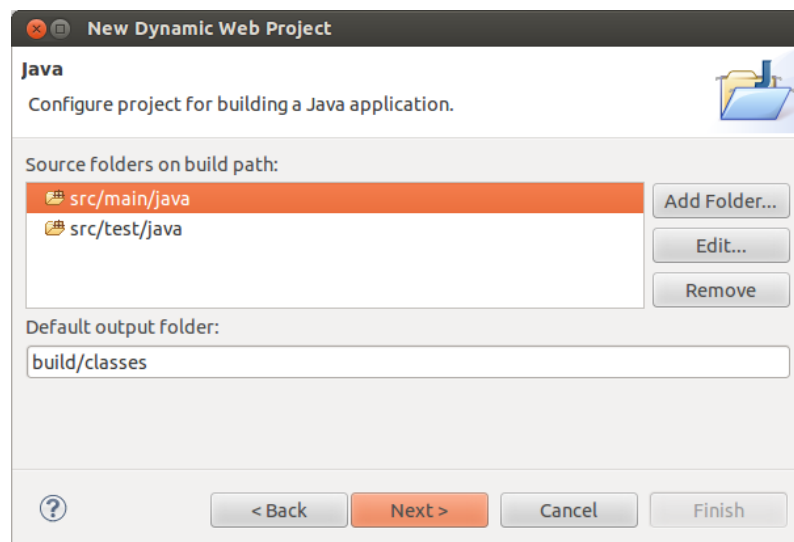 New Dynamic Web Project
Java
Configure project for building a Java application.
Source folders on build path:
src/main/java
Add Folder...
src/test/java
Edit...
Remove
Default output folder:
build/classes
?
< Back
Next >
Cancel
Finish